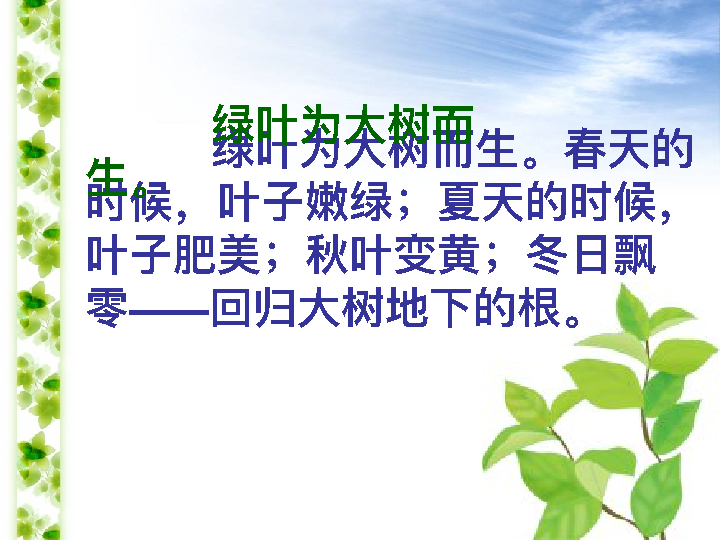 绿叶为大树而
生。
绿叶为大树而生。春天的
时候，叶子嫩绿；夏天的时候，
叶子肥美；秋叶变黄；冬日飘
零——回归大树地下的根。